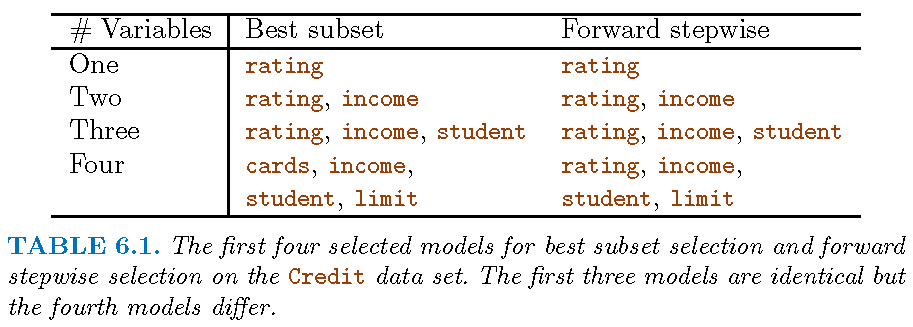 # Variables Best subset Forward stepwise
One rating rating
Two rating, income rating, income
Three rating, income, student rating, income, student
Four cards, income, rating, income,
student, limit student, limit
TABLE 6.1. The first four selected models for best subset selection and forward
stepwise selection on the Credit data set. The first three models are identical but
the fourth models differ.